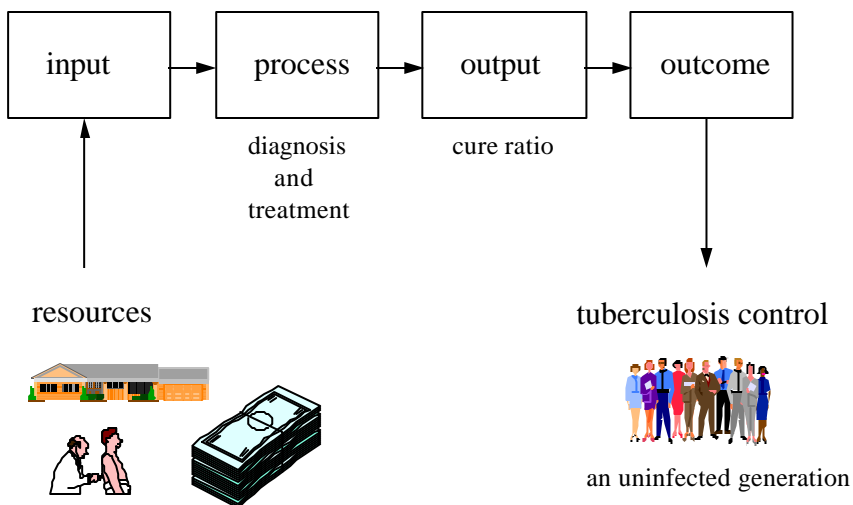 input
process
output
outcome
diagnosis
and
treatment
cure ratio
resources
tuberculosis control
an uninfected generation